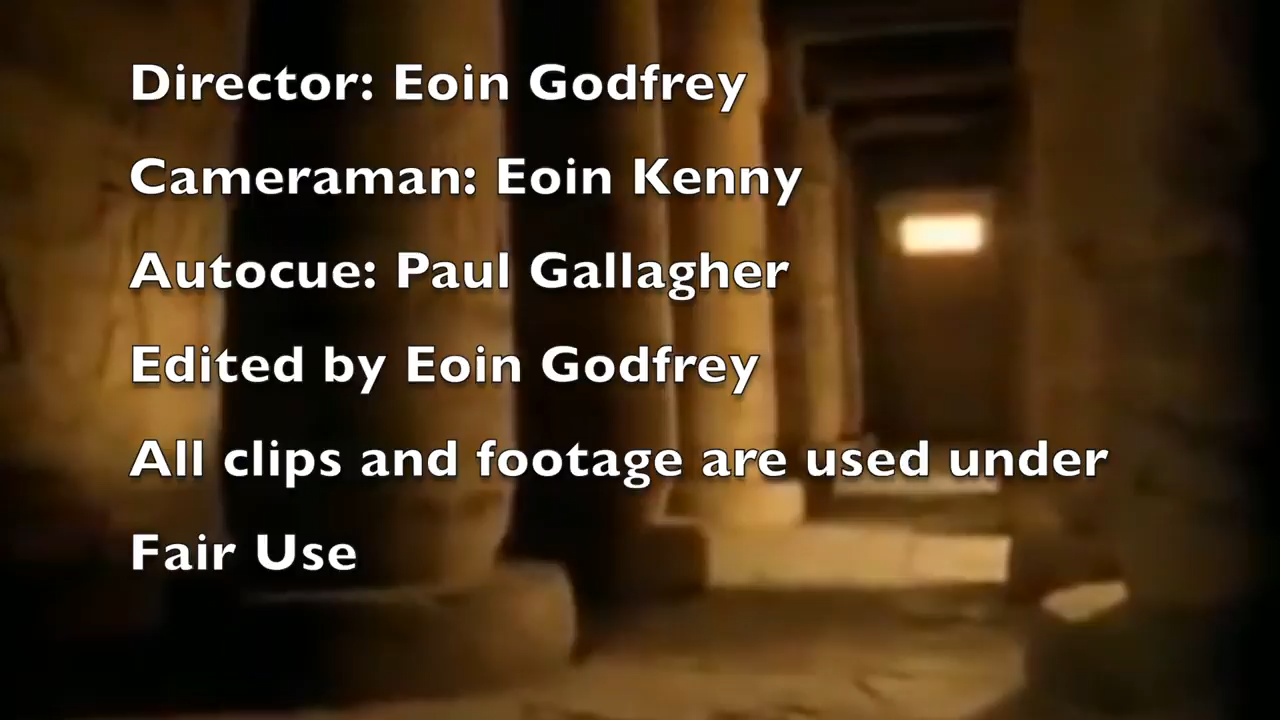 Director: Eoin Godfrey
Cameraman: Eoin Kenny
Autocue: Paul Gallagher
Edited by Eoin Godfrey
All clips and footage are used under
Fair Use